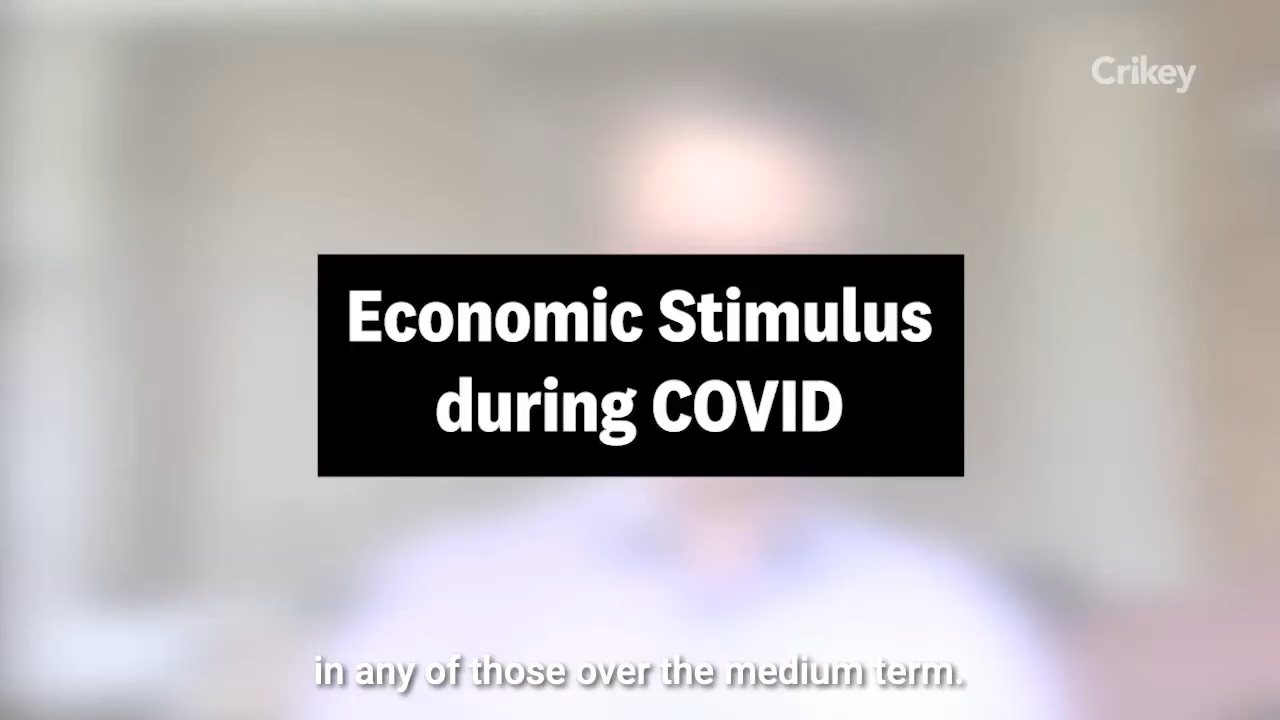 Crikey
Economic Stimulus
during COVID
in any of those over the medium term.